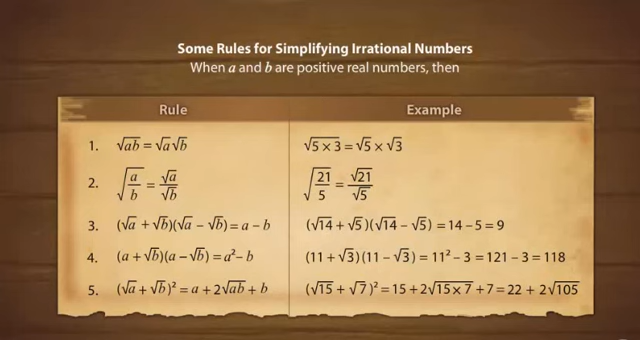 Some Rules for Simplifying Irrational Numbers
When a and b are positive real numbers, then
Rule Example
1. √ab = √a√b √5 × 3 = √5 × √3
2. √a/b = √a/√b √21/5 = √21/√5
3. (√a + √b)(√a − √b) = a − b (√14 + √5)(√14 − √5) = 14 − 5 = 9
4. (a + √b)(a − √b) = a² − b (11 + √3)(11 − √3) = 11² − 3 = 121 − 3 = 118
5. (√a + √b)² = a + 2√ab + b (√15 + √7)² = 15 + 2√15 × 7 + 7 = 22 + 2√105